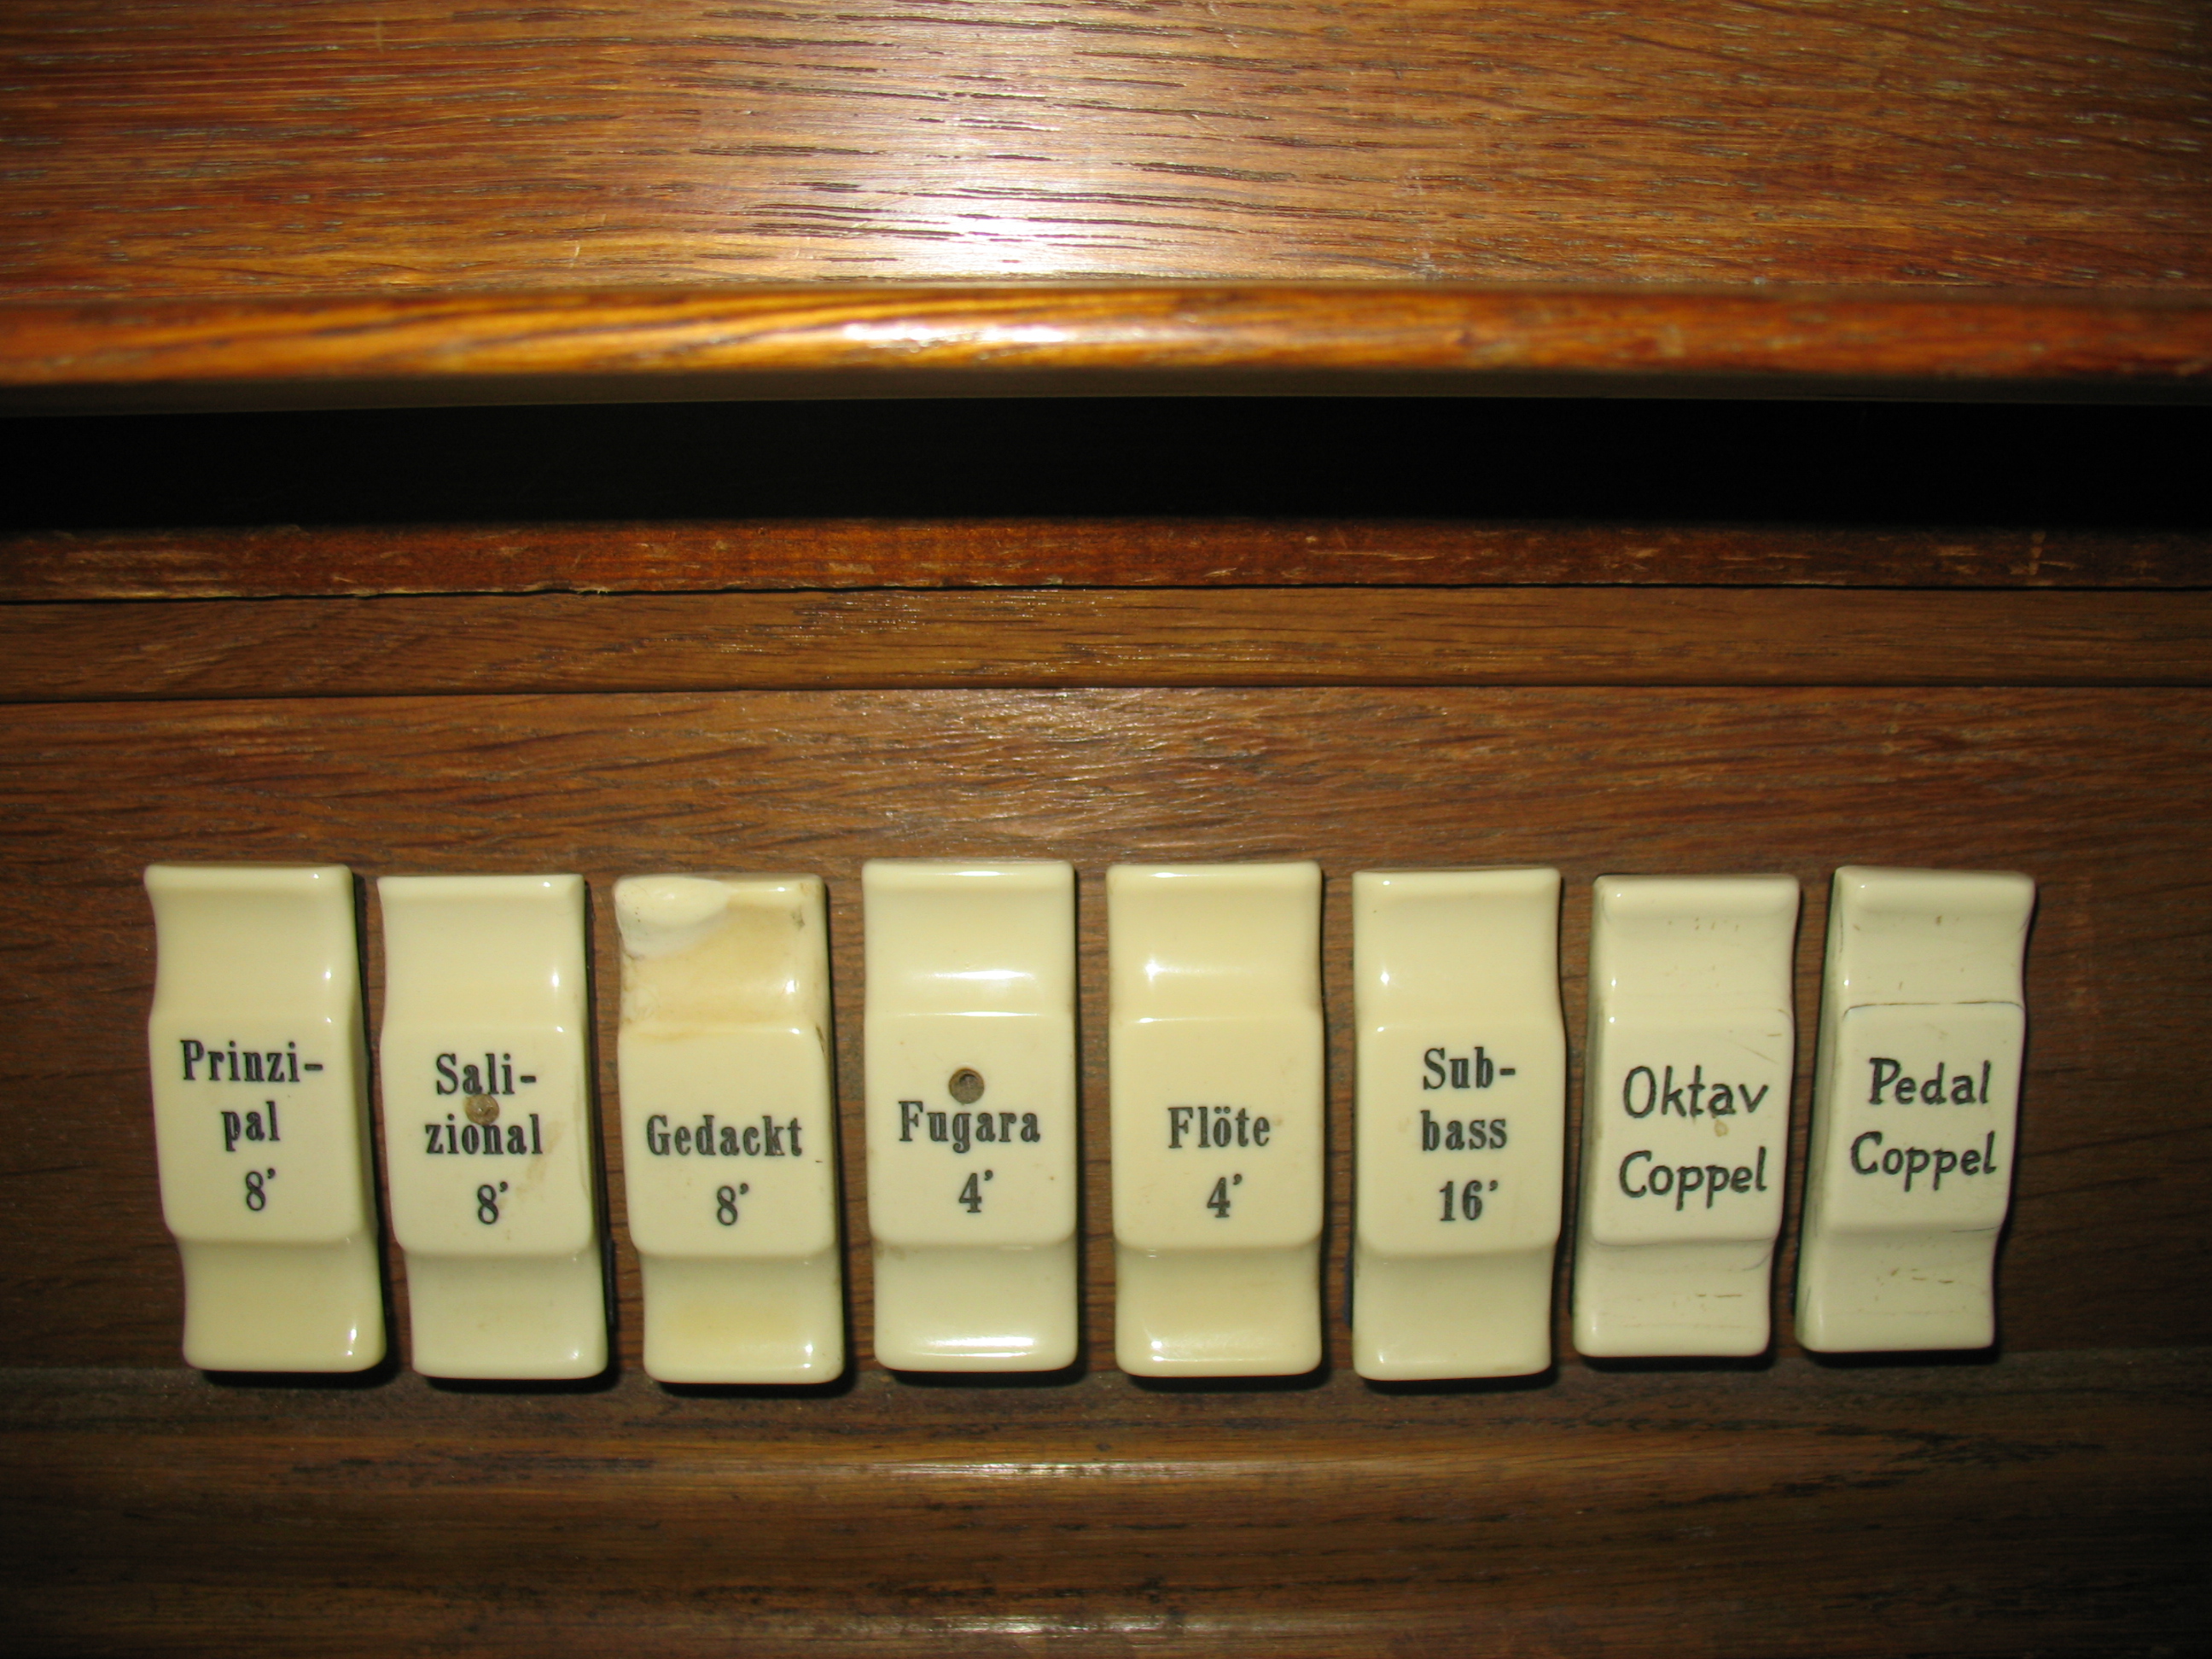 Prinzi-
pal
8'
Sali-
zional
8'
Gedackt
8'
Fugara
4'
Flöte
4'
Sub-
bass
16'
Oktav
Coppel
Pedal
Coppel